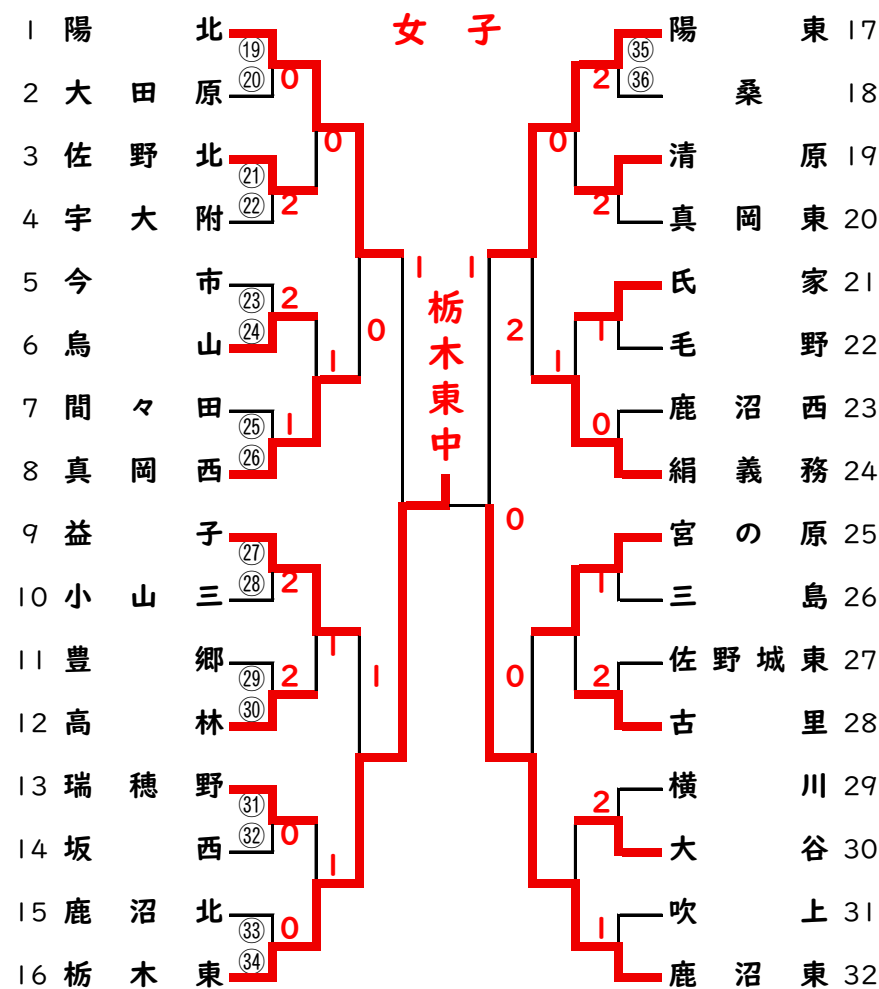 女子
1 陽北
⑲
⑳
0
2 大田原
0
3 佐野北
㉑
㉒
2
4 宇大附
1
5 今市
㉓
2
㉔
0
6 烏山
1
7 間々田
㉕
1
㉖
8 真岡西
9 益子
㉗
㉘
2
10 小山三
1
11 豊郷
㉙
2
㉚
1
12 高林
13 瑞穂野
㉛
㉜
0
14 坂西
1
15 鹿沼北
㉝
0
㉞
16 栃木東
栃木東中
陽東 17
㉟
㊱
2
桑 18
0
清原 19
2
真岡東 20
1
氏家 21
2
1
毛野 22
1
鹿沼西 23
0
絹義務 24
0
宮の原 25
1
三島 26
佐野城東 27
0
2
古里 28
横川 29
2
大谷 30
吹上 31
1
鹿沼東 32